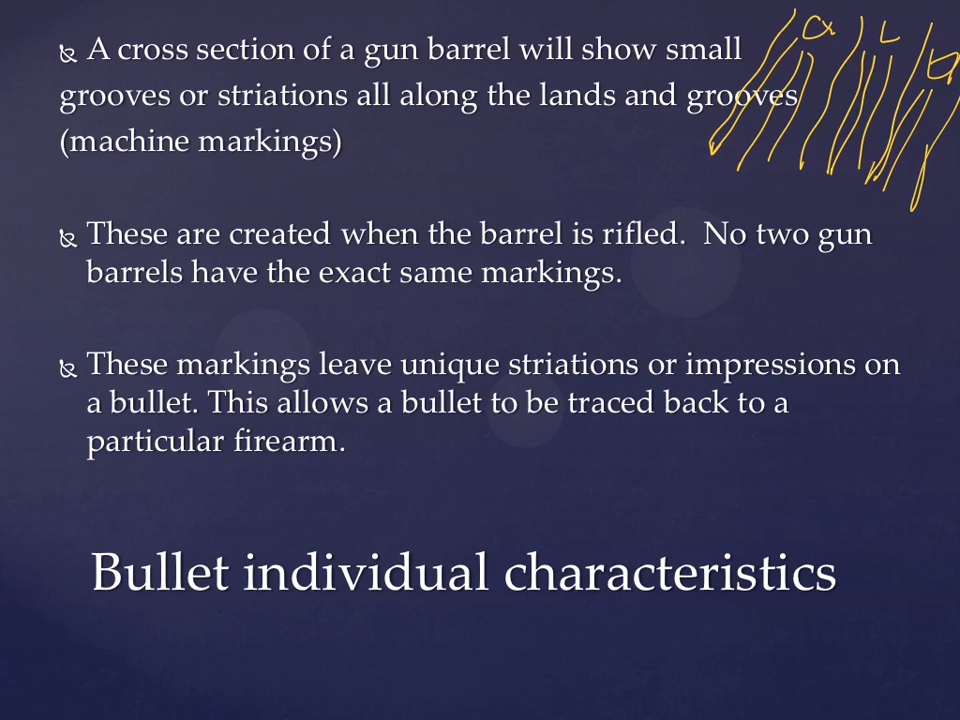 A cross section of a gun barrel will show small
grooves or striations all along the lands and grooves
(machine markings)
These are created when the barrel is rifled.  No two gun
barrels have the exact same markings.
These markings leave unique striations or impressions on
a bullet. This allows a bullet to be traced back to a
particular firearm.
Bullet individual characteristics